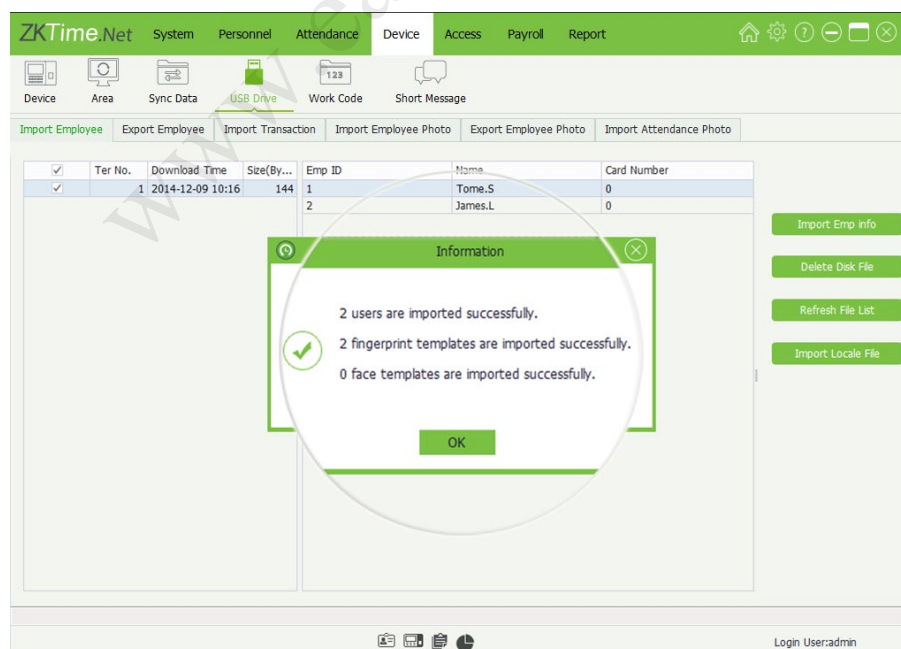 ZKTime.Net System Personnel Attendance Device Access Payroll Report
123
Device Area Sync Data USB Drive Work Code Short Message
Import Employee Export Employee Import Transaction Import Employee Photo Export Employee Photo Import Attendance Photo
Ter No. Download Time Size(By... Emp ID Name Card Number
1 2014-12-09 10:16 144 1 Tome.S 0
2 James.L 0
Import Emp info
Information
Delete Disk File
2 users are imported successfully.
Refresh File List
2 fingerprint templates are imported successfully.
Import Locale File
0 face templates are imported successfully.
OK
Login User:admin